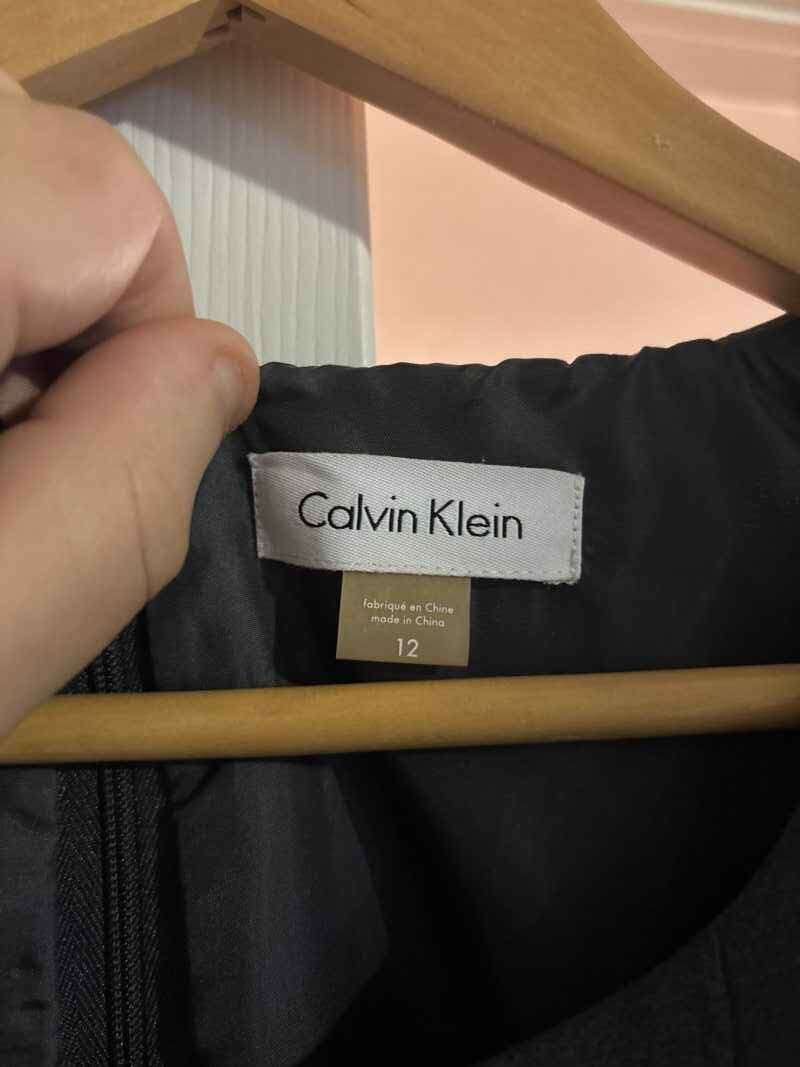 Calvin Klein
fabriqué en Chine
made in China
12